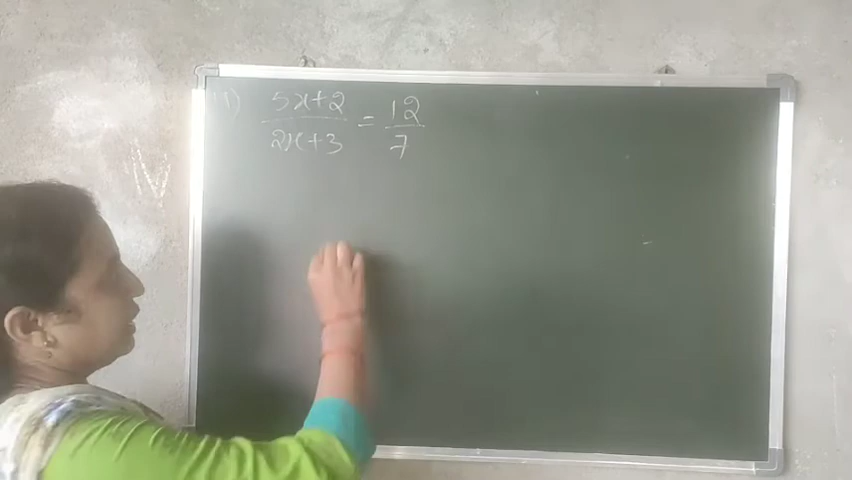 1) 5x+2 / 2x+3 = 12 / 7